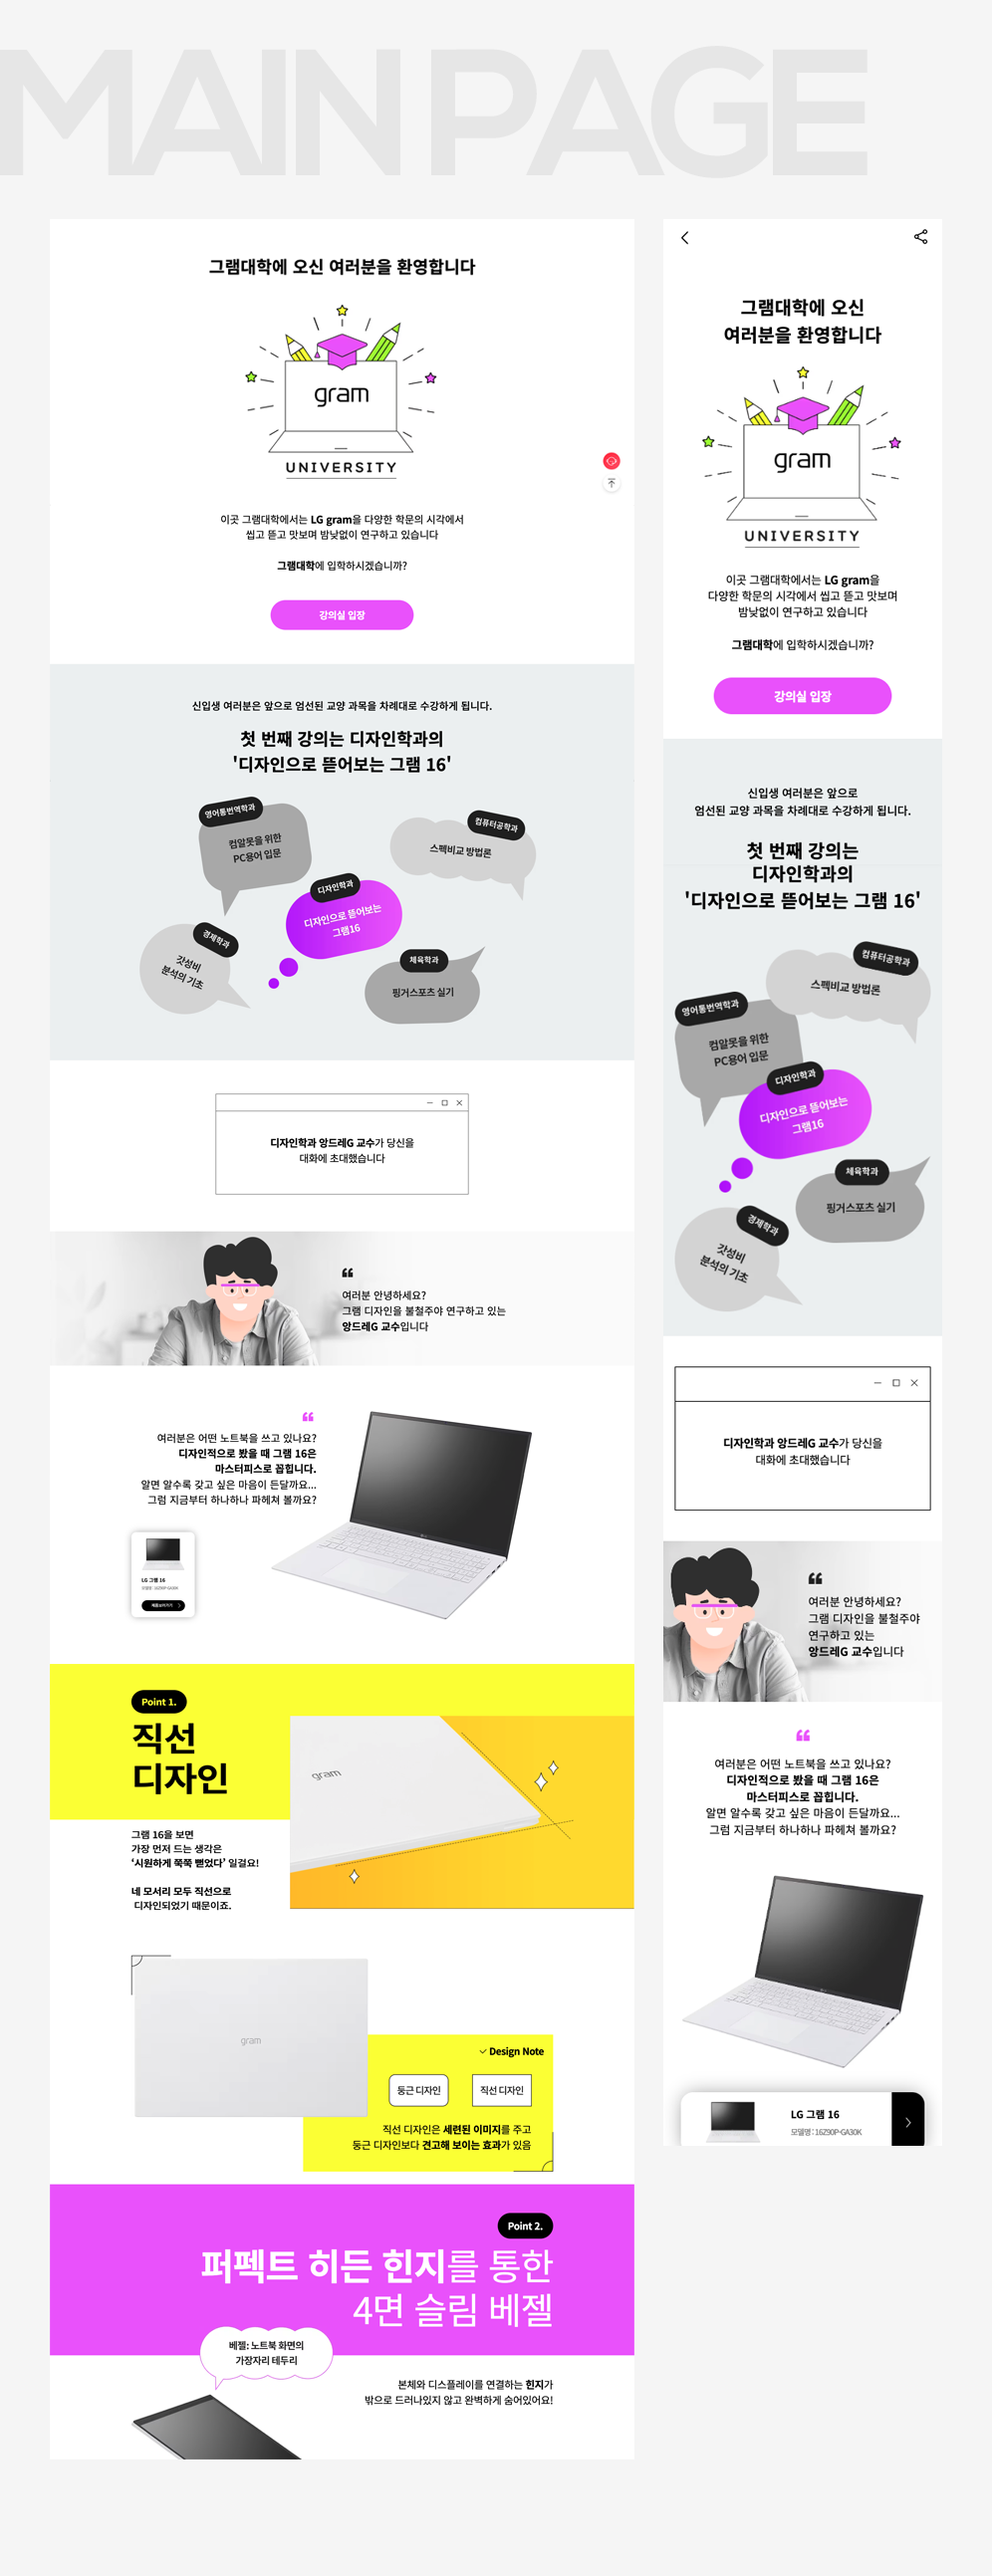 MAIN PAGE
그램대학에 오신 여러분을 환영합니다
gram
UNIVERSITY
이곳 그램대학에서는 LG gram을 다양한 학문의 시각에서
씹고 뜯고 맛보며 밤낮없이 연구하고 있습니다
그램대학에 입학하시겠습니까?
강의실 입장
신입생 여러분은 앞으로 엄선된 교양 과목을 차례대로 수강하게 됩니다.
첫 번째 강의는 디자인학과의
'디자인으로 뜯어보는 그램 16'
영어통번역학과
컴알못을 위한
PC용어 입문
컴퓨터공학과
스펙비교 방법론
디자인학과
디자인으로 뜯어보는
그램16
경제학과
갓성비
분석의 기초
체육학과
핑거스포츠 실기
디자인학과 앙드레G 교수가 당신을
대화에 초대했습니다
여러분 안녕하세요?
그램 디자인을 불철주야 연구하고 있는
앙드레G 교수입니다
여러분은 어떤 노트북을 쓰고 있나요?
디자인적으로 봤을 때 그램 16은
마스터피스로 꼽힙니다.
알면 알수록 갖고 싶은 마음이 든달까요...
그럼 지금부터 하나하나 파헤쳐 볼까요?
LG 그램 16
Point 1.
직선
디자인
gram
그램 16을 보면
가장 먼저 드는 생각은
‘시원하게 쭉쭉 뻗었다’ 일걸요!
네 모서리 모두 직선으로
디자인되었기 때문이죠.
gram
Design Note
둥근 디자인
직선 디자인
직선 디자인은 세련된 이미지를 주고
둥근 디자인보다 견고해 보이는 효과가 있음
Point 2.
퍼펙트 히든 힌지를 통한
4면 슬림 베젤
베젤: 노트북 화면의
가장자리 테두리
본체와 디스플레이를 연결하는 힌지가
밖으로 드러나있지 않고 완벽하게 숨어있어요!
그램대학에 오신
여러분을 환영합니다
gram
UNIVERSITY
이곳 그램대학에서는 LG gram을
다양한 학문의 시각에서 씹고 뜯고 맛보며
밤낮없이 연구하고 있습니다
그램대학에 입학하시겠습니까?
강의실 입장
신입생 여러분은 앞으로
엄선된 교양 과목을 차례대로 수강하게 됩니다.
첫 번째 강의는
디자인학과의
'디자인으로 뜯어보는 그램 16'
컴퓨터공학과
스펙비교 방법론
영어통번역학과
컴알못을 위한
PC용어 입문
디자인학과
디자인으로 뜯어보는
그램16
체육학과
핑거스포츠 실기
경제학과
갓성비
분석의 기초
디자인학과 앙드레G 교수가 당신을
대화에 초대했습니다
여러분 안녕하세요?
그램 디자인을 불철주야
연구하고 있는
앙드레G 교수입니다
여러분은 어떤 노트북을 쓰고 있나요?
디자인적으로 봤을 때 그램 16은
마스터피스로 꼽힙니다.
알면 알수록 갖고 싶은 마음이 든달까요...
그럼 지금부터 하나하나 파헤쳐 볼까요?
LG 그램 16
모델명 : 16Z90P-GA30K